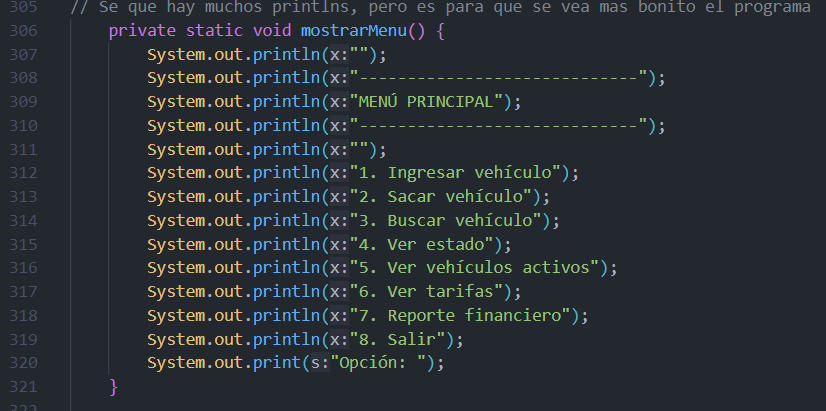 305 // Se que hay muchos printlns, pero es para que se vea mas bonito el programa
306 private static void mostrarMenu() {
307 System.out.println(x:"");
308 System.out.println(x:"-----------------------------");
309 System.out.println(x:"MENÚ PRINCIPAL");
310 System.out.println(x:"-----------------------------");
311 System.out.println(x:"");
312 System.out.println(x:"1. Ingresar vehículo");
313 System.out.println(x:"2. Sacar vehículo");
314 System.out.println(x:"3. Buscar vehículo");
315 System.out.println(x:"4. Ver estado");
316 System.out.println(x:"5. Ver vehículos activos");
317 System.out.println(x:"6. Ver tarifas");
318 System.out.println(x:"7. Reporte financiero");
319 System.out.println(x:"8. Salir");
320 System.out.print(s:"Opción: ");
321 }
322